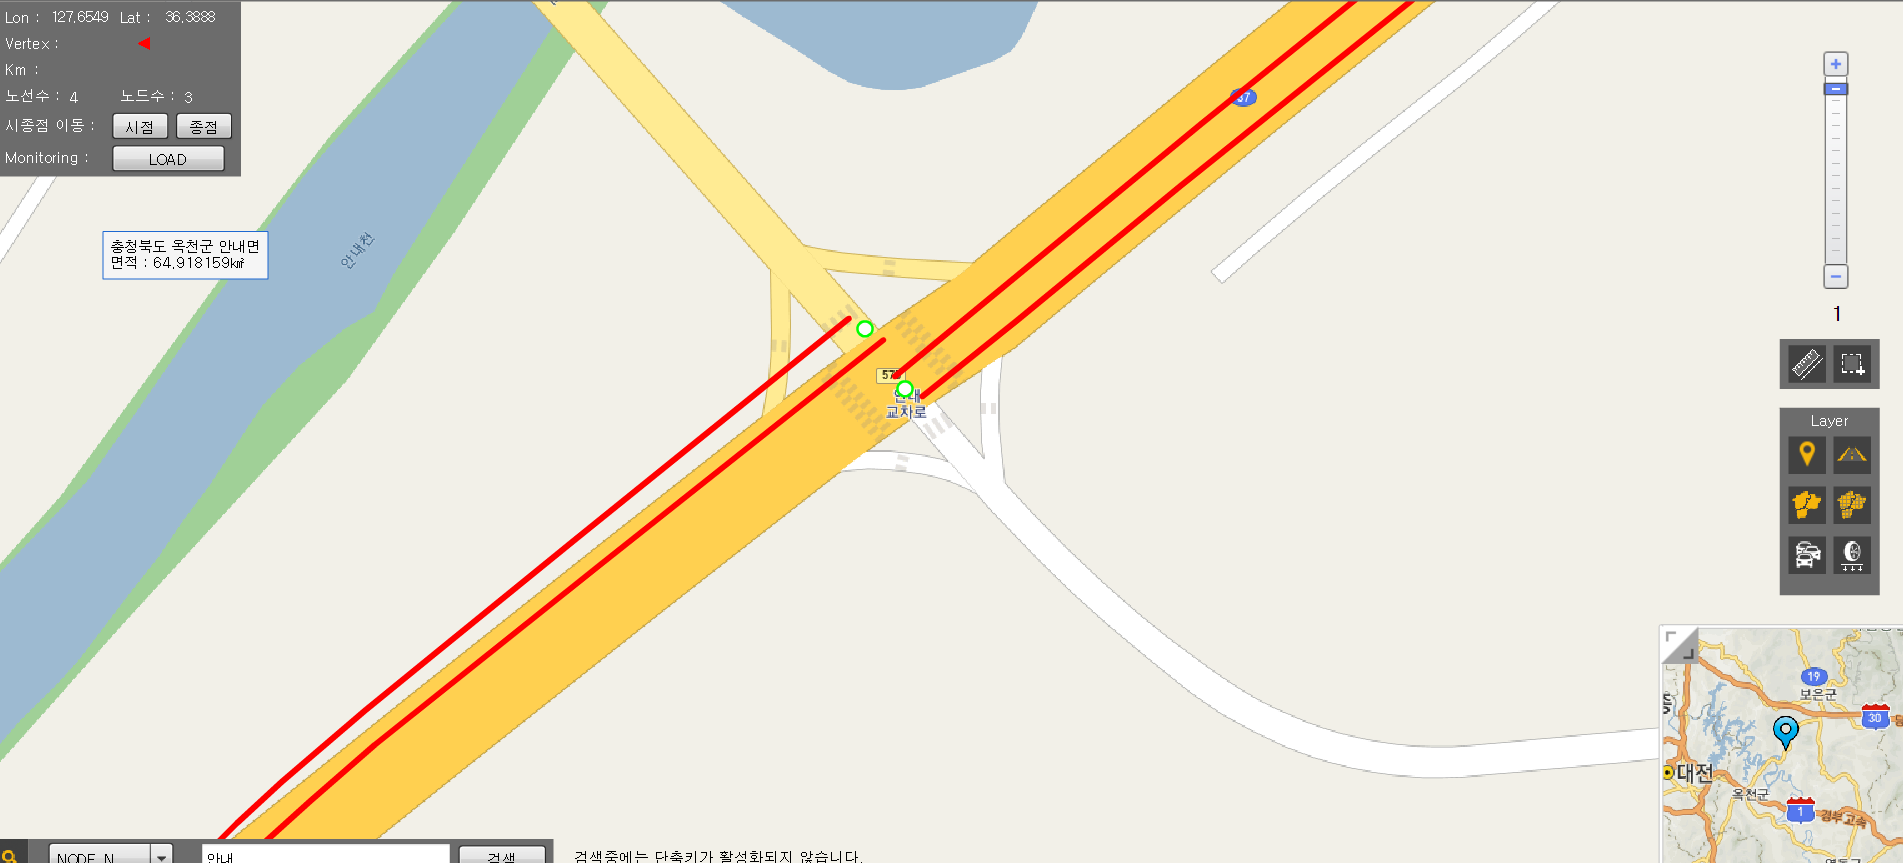 Lon : 127,6549 Lat : 36,3888
Vertex :
Km :
노선수 : 4 노드수 : 3
시종점 이동 : 시점 종점
Monitoring : LOAD
37
충청북도 옥천군 안내면
면적 : 64,918159㎢
안내천
1
안내
교차로
Layer
19
보은군
30
대전
옥천군
1
경부고속
NODE_N
안내
검색
검색중에는 단축키가 활성화되지 않습니다.